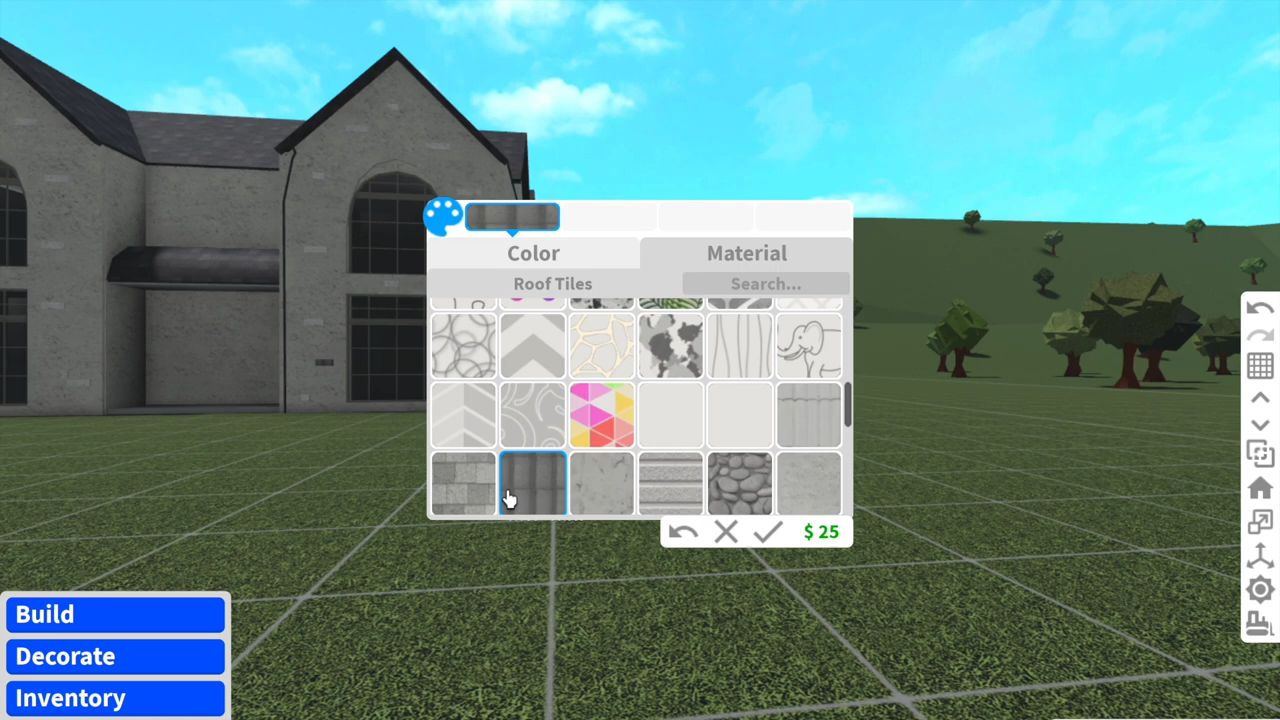 Color
Material
Roof Tiles
Search...
$ 25
Build
Decorate
Inventory